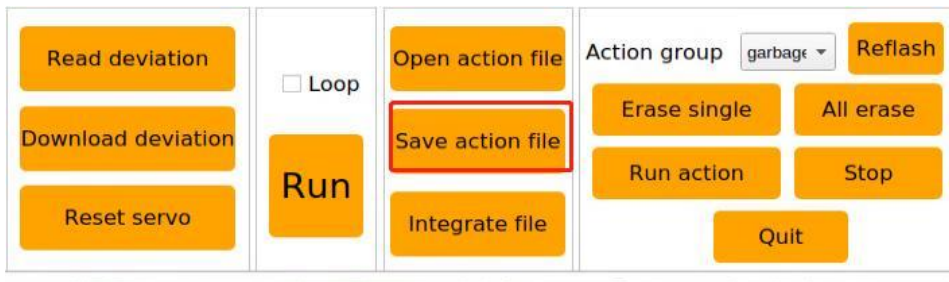 Read deviation
Download deviation
Reset servo
Loop
Run
Open action file
Save action file
Integrate file
Action group garbage Reflash
Erase single All erase
Run action Stop
Quit